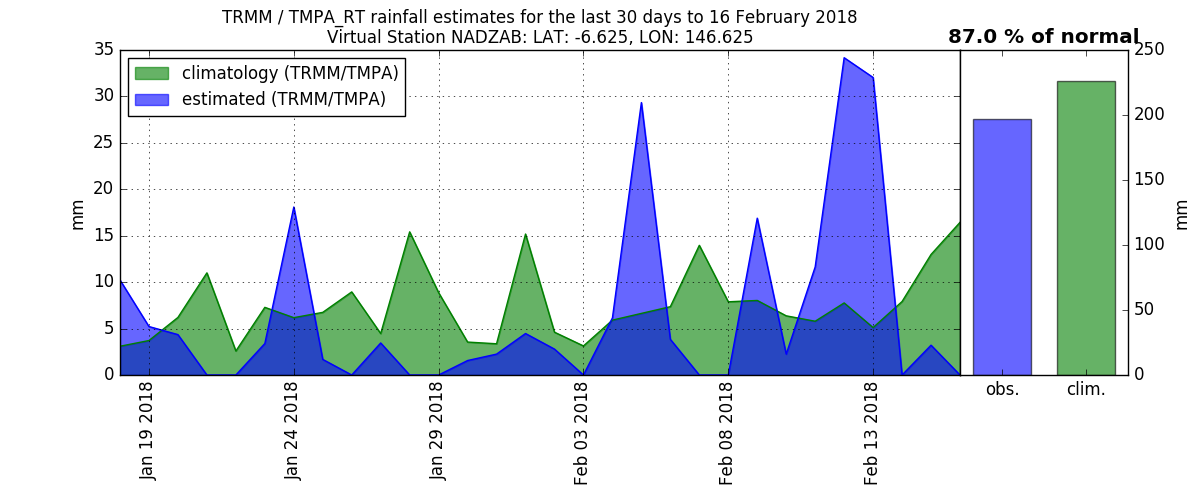 TRMM / TMPA_RT rainfall estimates for the last 30 days to 16 February 2018
Virtual Station NADZAB: LAT: -6.625, LON: 146.625
87.0 % of normal
climatology (TRMM/TMPA)
estimated (TRMM/TMPA)
mm
35
30
25
20
15
10
5
0
Jan 19 2018
Jan 24 2018
Jan 29 2018
Feb 03 2018
Feb 08 2018
Feb 13 2018
obs.
clim.
250
200
150
100
50
0
mm